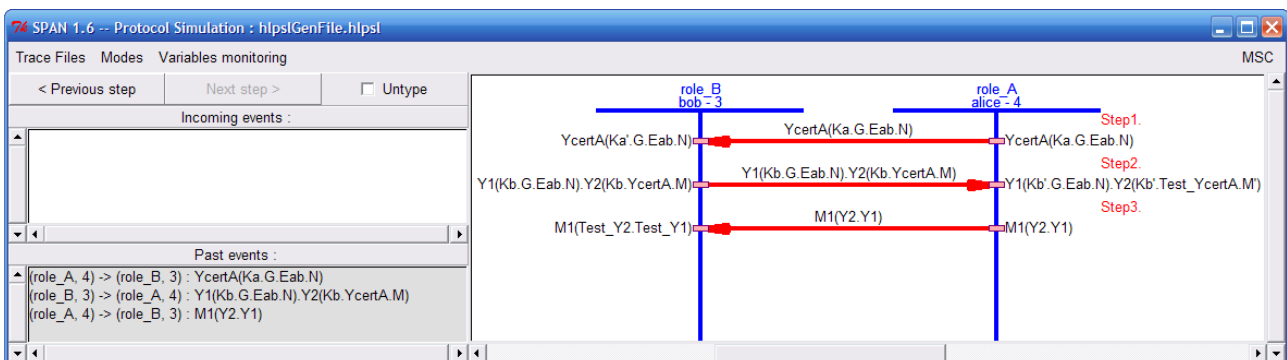 7% SPAN 1.6 -- Protocol Simulation : hlpslGenFile.hlpsl
Trace Files Modes Variables monitoring MSC
< Previous step Next step > Untype
Incoming events :
Past events :
(role_A, 4) -> (role_B, 3) : YcertA(Ka.G.Eab.N)
(role_B, 3) -> (role_A, 4) : Y1(Kb.G.Eab.N).Y2(Kb.YcertA.M)
(role_A, 4) -> (role_B, 3) : M1(Y2.Y1)
role_B role_A
bob - 3 alice - 4
Step1.
YcertA(Ka'.G.Eab.N) YcertA(Ka.G.Eab.N) YcertA(Ka.G.Eab.N)
Step2.
Y1(Kb.G.Eab.N).Y2(Kb.YcertA.M) Y1(Kb.G.Eab.N).Y2(Kb.YcertA.M) Y1(Kb'.G.Eab.N).Y2(Kb'.Test_YcertA.M')
Step3.
M1(Test_Y2.Test_Y1) M1(Y2.Y1) M1(Y2.Y1)